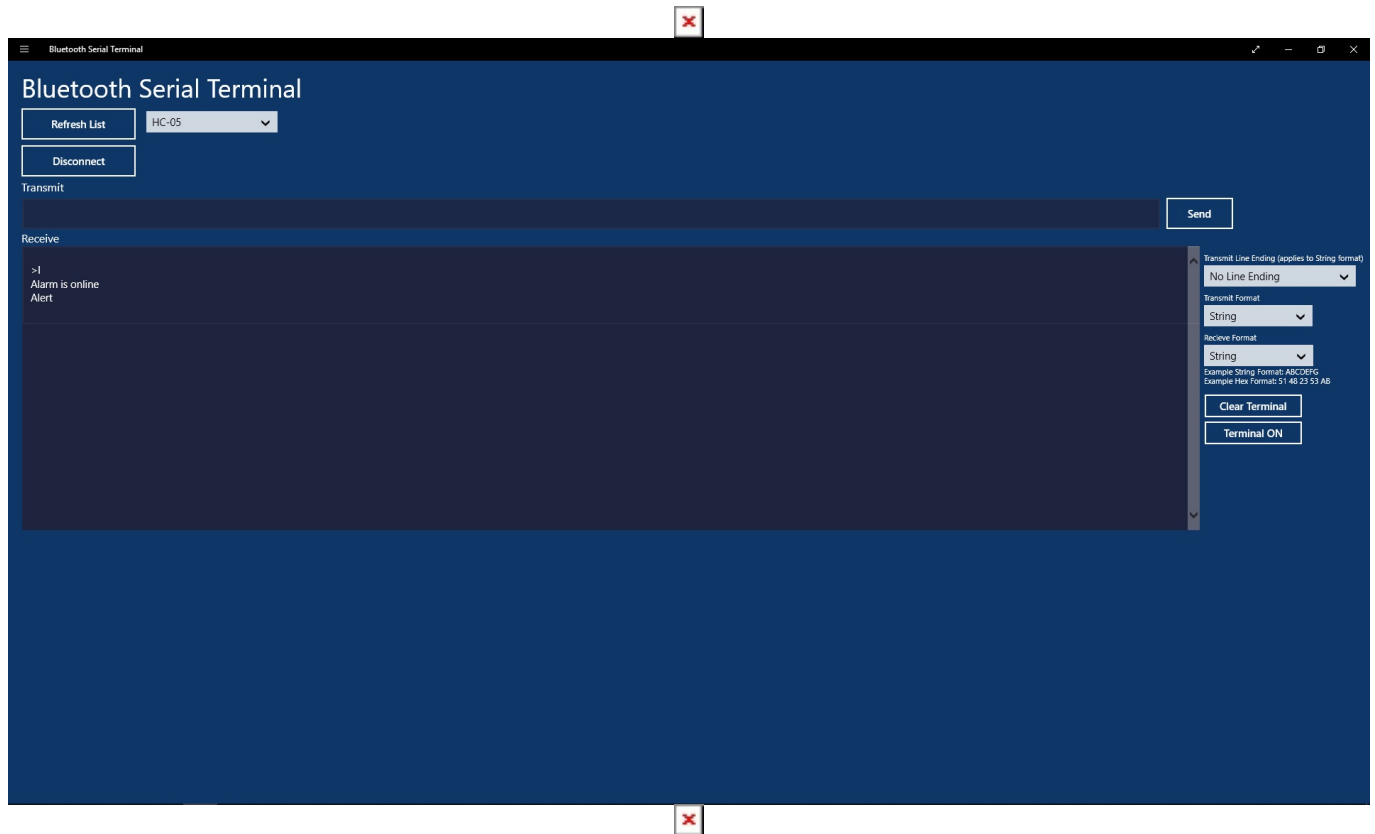 Bluetooth Serial Terminal
Bluetooth Serial Terminal
Refresh List
HC-05
Disconnect
Transmit
Send
Receive
>I
Alarm is online
Alert
Transmit Line Ending (applies to String format)
No Line Ending
Transmit Format
String
Recieve Format
String
Example String Format: ABCDEFG
Example Hex Format: 51 48 23 53 AB
Clear Terminal
Terminal ON